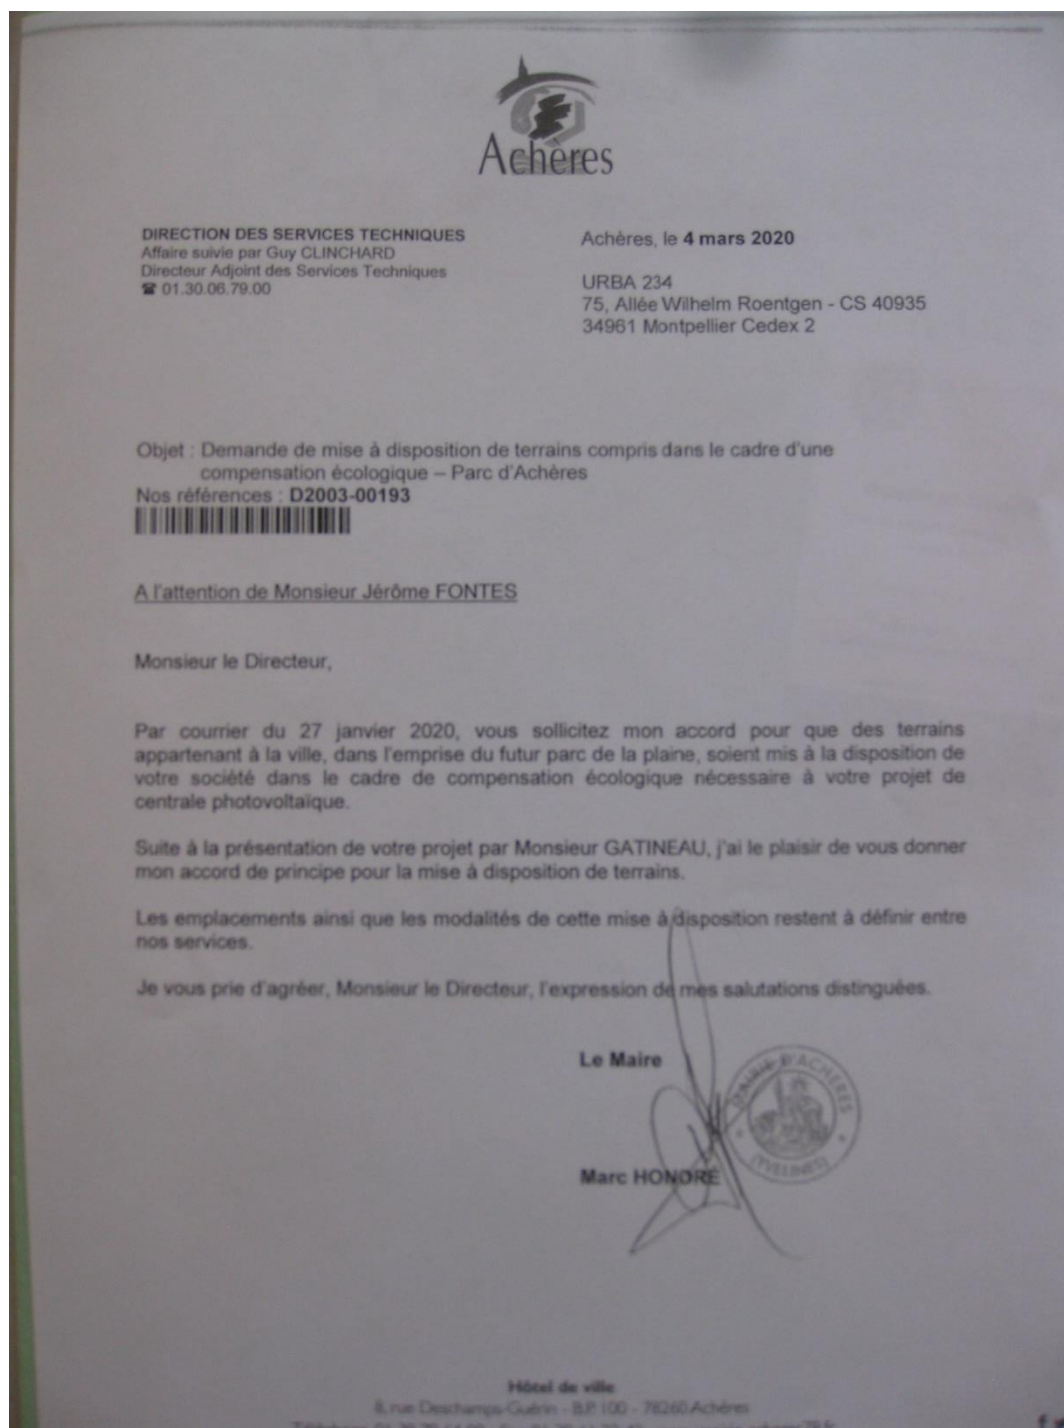 Achères
DIRECTION DES SERVICES TECHNIQUES
Affaire suivie par Guy CLINCHARD
Directeur Adjoint des Services Techniques
☎ 01.30.06.79.00
Achères, le 4 mars 2020
URBA 234
75, Allée Wilhelm Roentgen - CS 40935
34961 Montpellier Cedex 2
Objet : Demande de mise à disposition de terrains compris dans le cadre d'une
compensation écologique – Parc d'Achères
Nos références : D2003-00193
A l'attention de Monsieur Jérôme FONTES
Monsieur le Directeur,
Par courrier du 27 janvier 2020, vous sollicitez mon accord pour que des terrains
appartenant à la ville, dans l'emprise du futur parc de la plaine, soient mis à la disposition de
votre société dans le cadre de compensation écologique nécessaire à votre projet de
centrale photovoltaïque.
Suite à la présentation de votre projet par Monsieur GATINEAU, j'ai le plaisir de vous donner
mon accord de principe pour la mise à disposition de terrains.
Les emplacements ainsi que les modalités de cette mise à disposition restent à définir entre
nos services.
Je vous prie d'agréer, Monsieur le Directeur, l'expression de mes salutations distinguées.
Le Maire
MAIRIE D'ACHÈRES
(YVELINES)
Marc HONORÉ
Hôtel de ville
8, rue Deschamps-Guérin - B.P. 100 - 78260 Achères